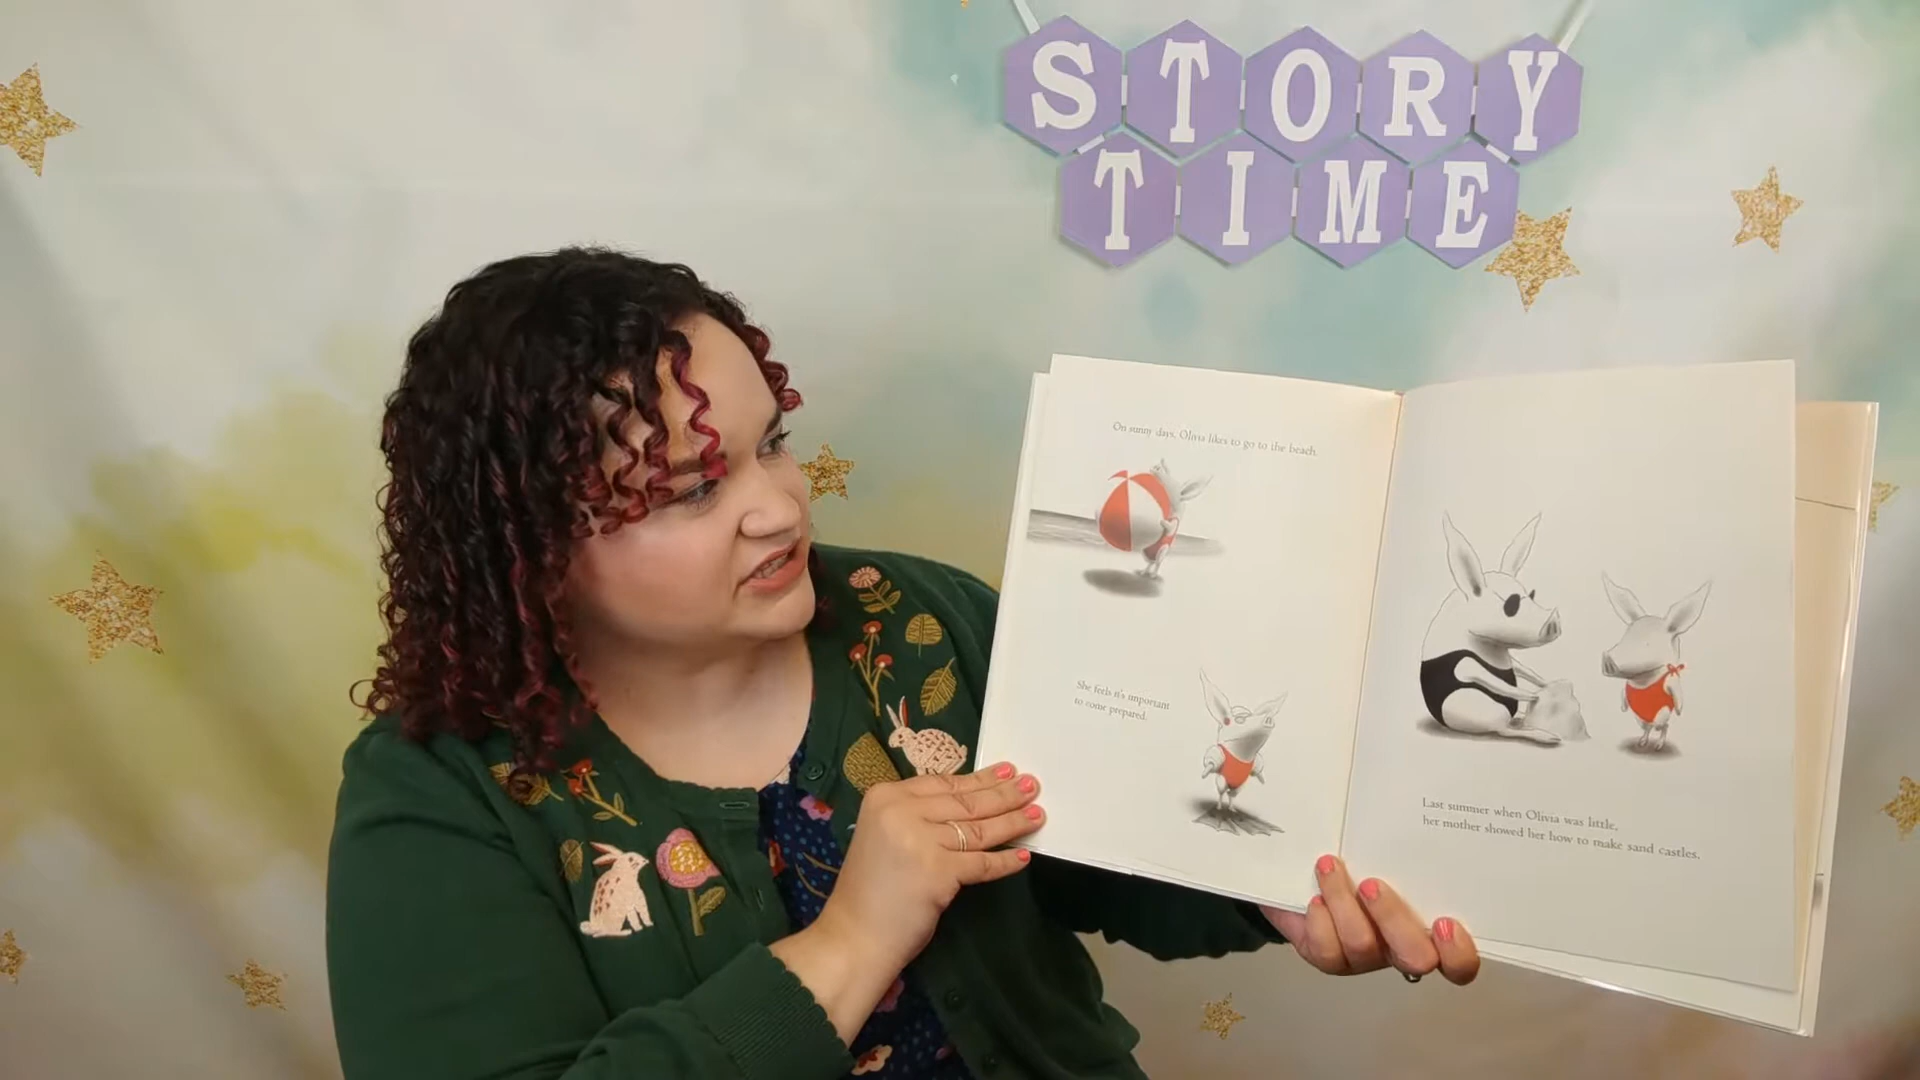 STORY
TIME
On sunny days, Olivia likes to go to the beach.
She feels it's important
to come prepared.
Last summer when Olivia was little,
her mother showed her how to make sand castles.